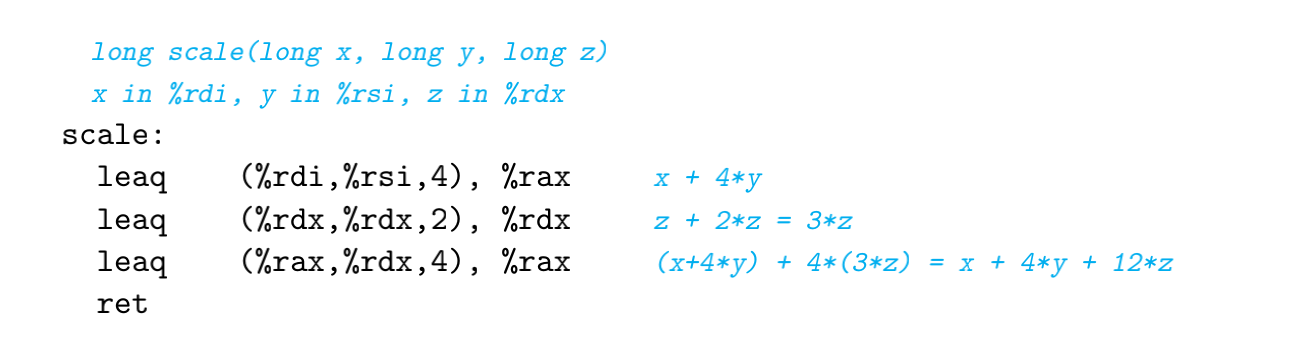 long scale(long x, long y, long z)
x in %rdi, y in %rsi, z in %rdx
scale:
leaq (%rdi,%rsi,4), %rax x + 4*y
leaq (%rdx,%rdx,2), %rdx z + 2*z = 3*z
leaq (%rax,%rdx,4), %rax (x+4*y) + 4*(3*z) = x + 4*y + 12*z
ret